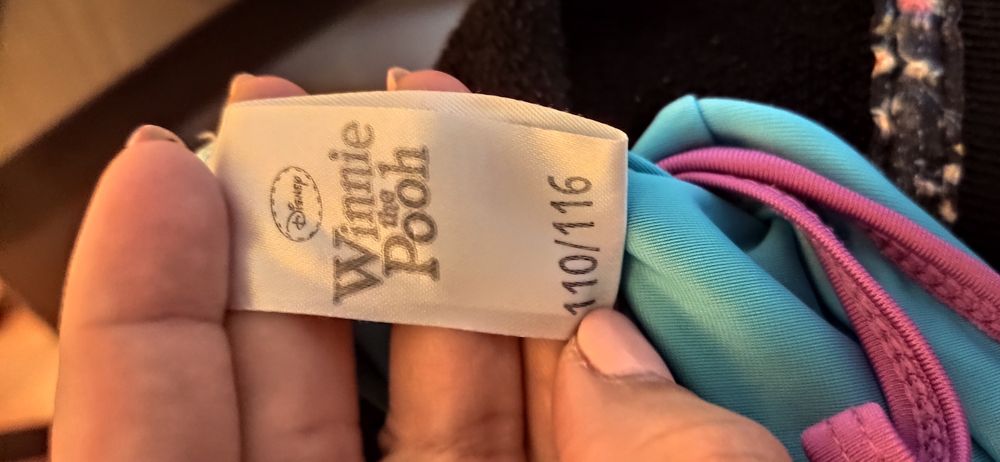 Disney
Winnie
the
Pooh
110/116